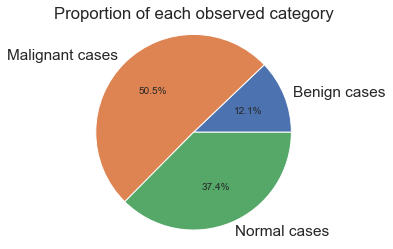 Proportion of each observed category
Malignant cases
50.5%
Benign cases
12.1%
37.4%
Normal cases